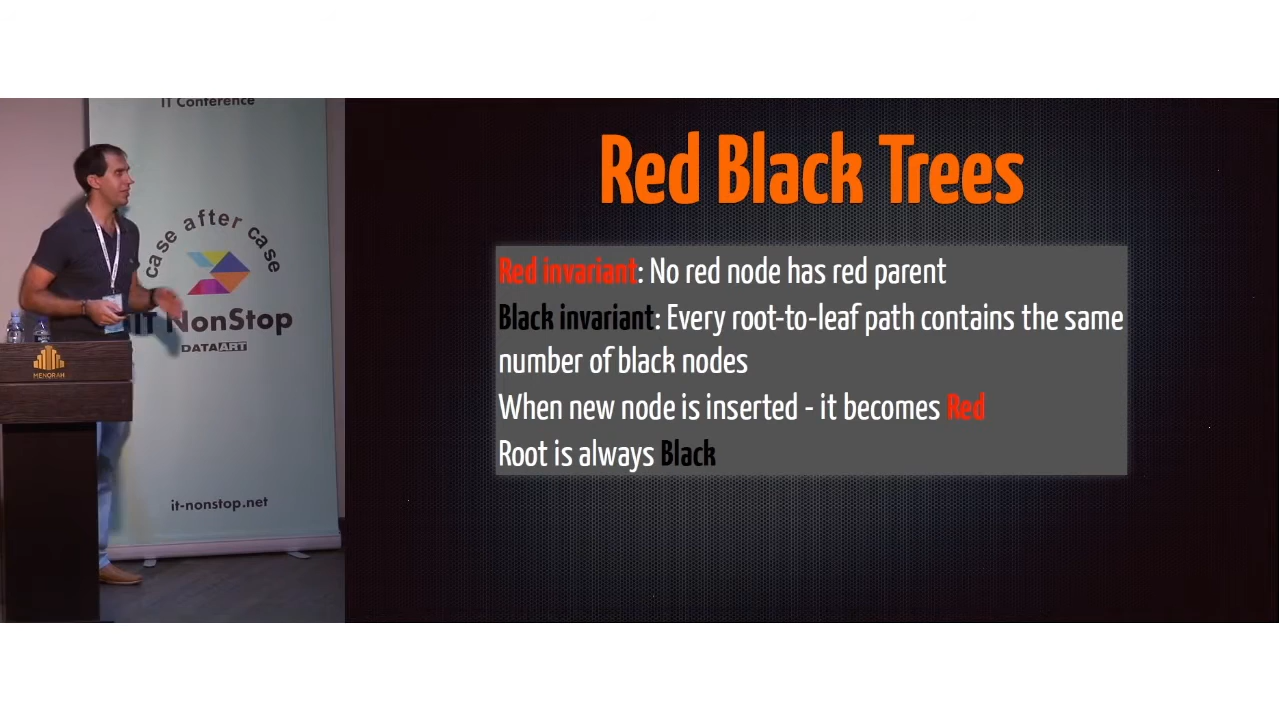 IT Conference
case after case
it NonStop
DATAART
MENORAH
it-nonstop.net
Red Black Trees
Red invariant: No red node has red parent
Black invariant: Every root-to-leaf path contains the same
number of black nodes
When new node is inserted - it becomes Red
Root is always Black